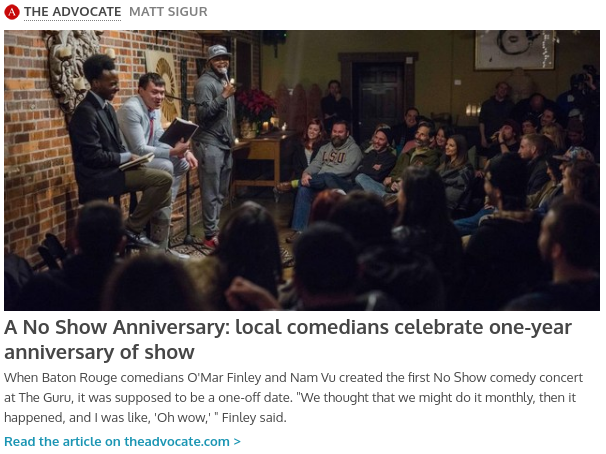 A THE ADVOCATE MATT SIGUR
LSU
A No Show Anniversary: local comedians celebrate one-year
anniversary of show
When Baton Rouge comedians O'Mar Finley and Nam Vu created the first No Show comedy concert
at The Guru, it was supposed to be a one-off date. "We thought that we might do it monthly, then it
happened, and I was like, 'Oh wow,' " Finley said.
Read the article on theadvocate.com >